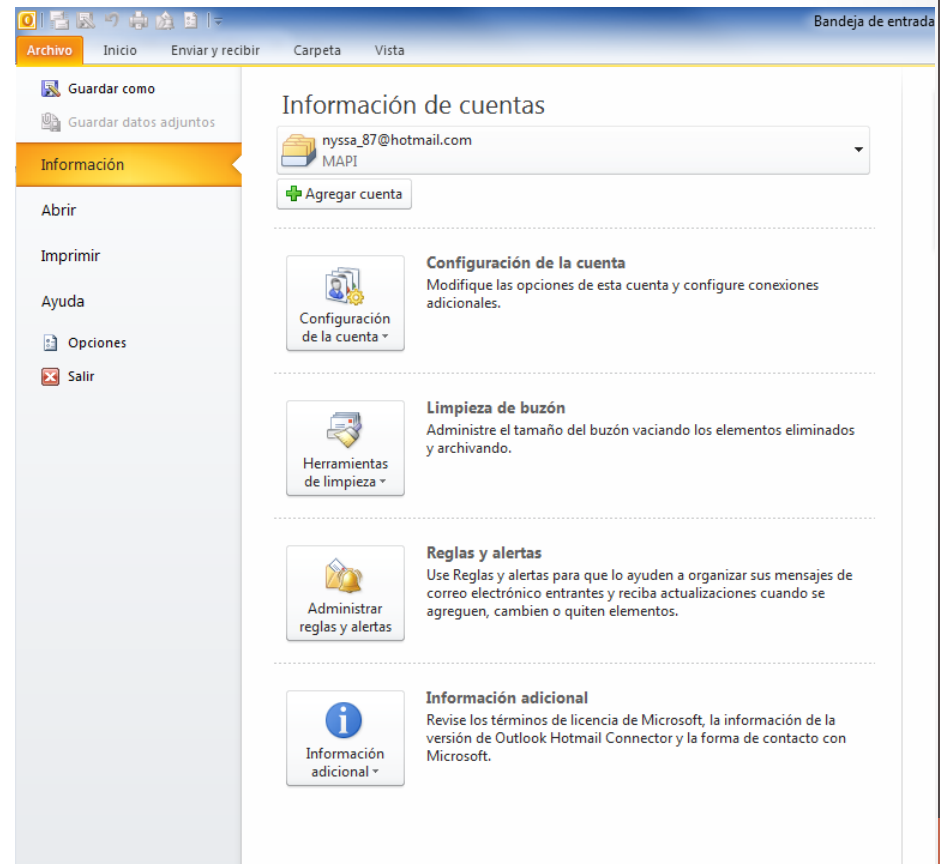 Bandeja de entrada
Archivo Inicio Enviar y recibir Carpeta Vista
Guardar como
Guardar datos adjuntos
Información
Abrir
Imprimir
Ayuda
Opciones
Salir
Información de cuentas
nyssa_87@hotmail.com
MAPI
Agregar cuenta
Configuración
de la cuenta
Configuración de la cuenta
Modifique las opciones de esta cuenta y configure conexiones
adicionales.
Herramientas
de limpieza
Limpieza de buzón
Administre el tamaño del buzón vaciando los elementos eliminados
y archivando.
Administrar
reglas y alertas
Reglas y alertas
Use Reglas y alertas para que lo ayuden a organizar sus mensajes de
correo electrónico entrantes y reciba actualizaciones cuando se
agreguen, cambien o quiten elementos.
Información
adicional
Información adicional
Revise los términos de licencia de Microsoft, la información de la
versión de Outlook Hotmail Connector y la forma de contacto con
Microsoft.